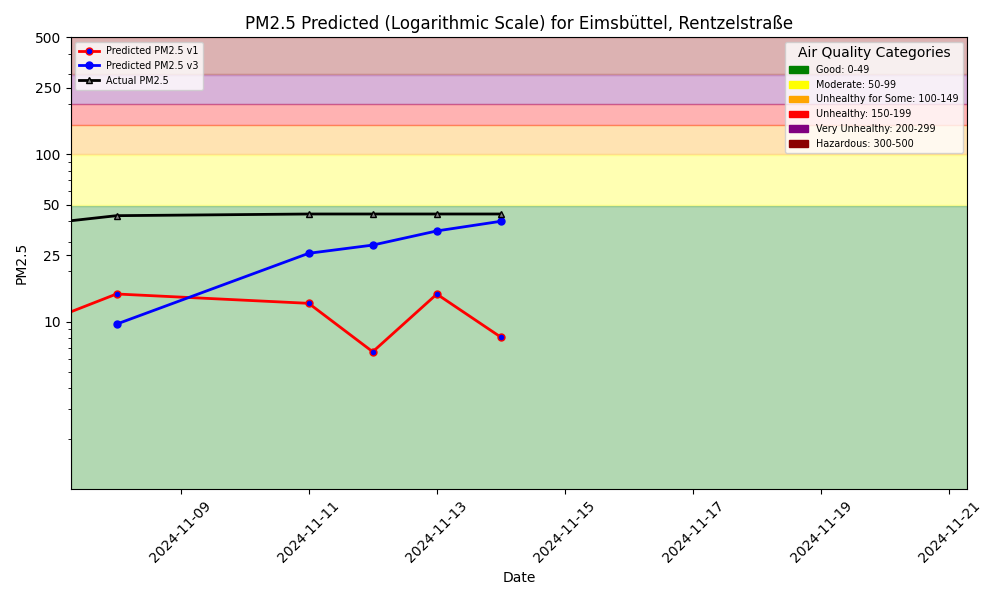 PM2.5 Predicted (Logarithmic Scale) for Eimsbüttel, Rentzelstraße
Predicted PM2.5 v1
Predicted PM2.5 v3
Actual PM2.5
Air Quality Categories
Good: 0-49
Moderate: 50-99
Unhealthy for Some: 100-149
Unhealthy: 150-199
Very Unhealthy: 200-299
Hazardous: 300-500
500
250
100
50
25
10
PM2.5
2024-11-09
2024-11-11
2024-11-13
2024-11-15
2024-11-17
2024-11-19
2024-11-21
Date